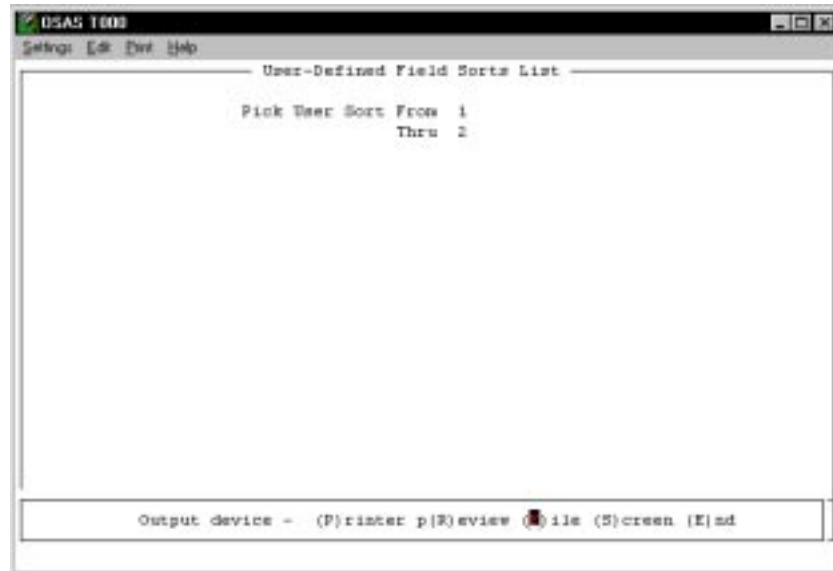 OSAS T000
Settings Edit Print Help
User-Defined Field Sorts List
Pick User Sort From 1
Thru 2
Output device - (P)rinter p(R)eview ( )ile (S)creen (E)nd